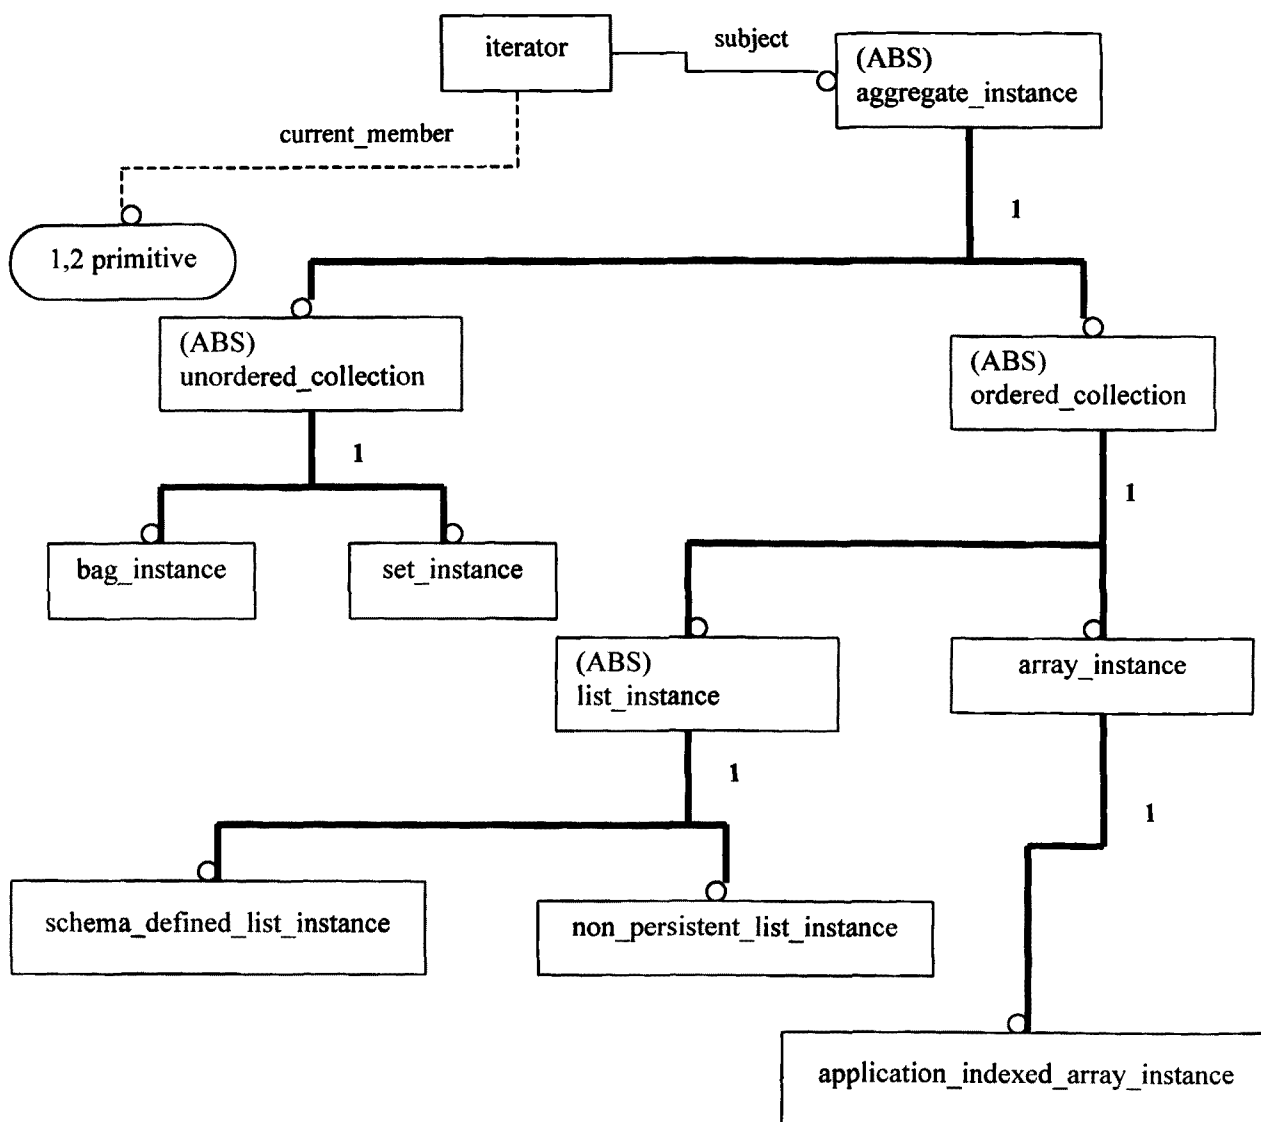 iterator
subject
(ABS)
aggregate_instance
current_member
1
1,2 primitive
(ABS)
unordered_collection
(ABS)
ordered_collection
1
1
bag_instance
set_instance
(ABS)
list_instance
array_instance
1
1
schema_defined_list_instance
non_persistent_list_instance
application_indexed_array_instance